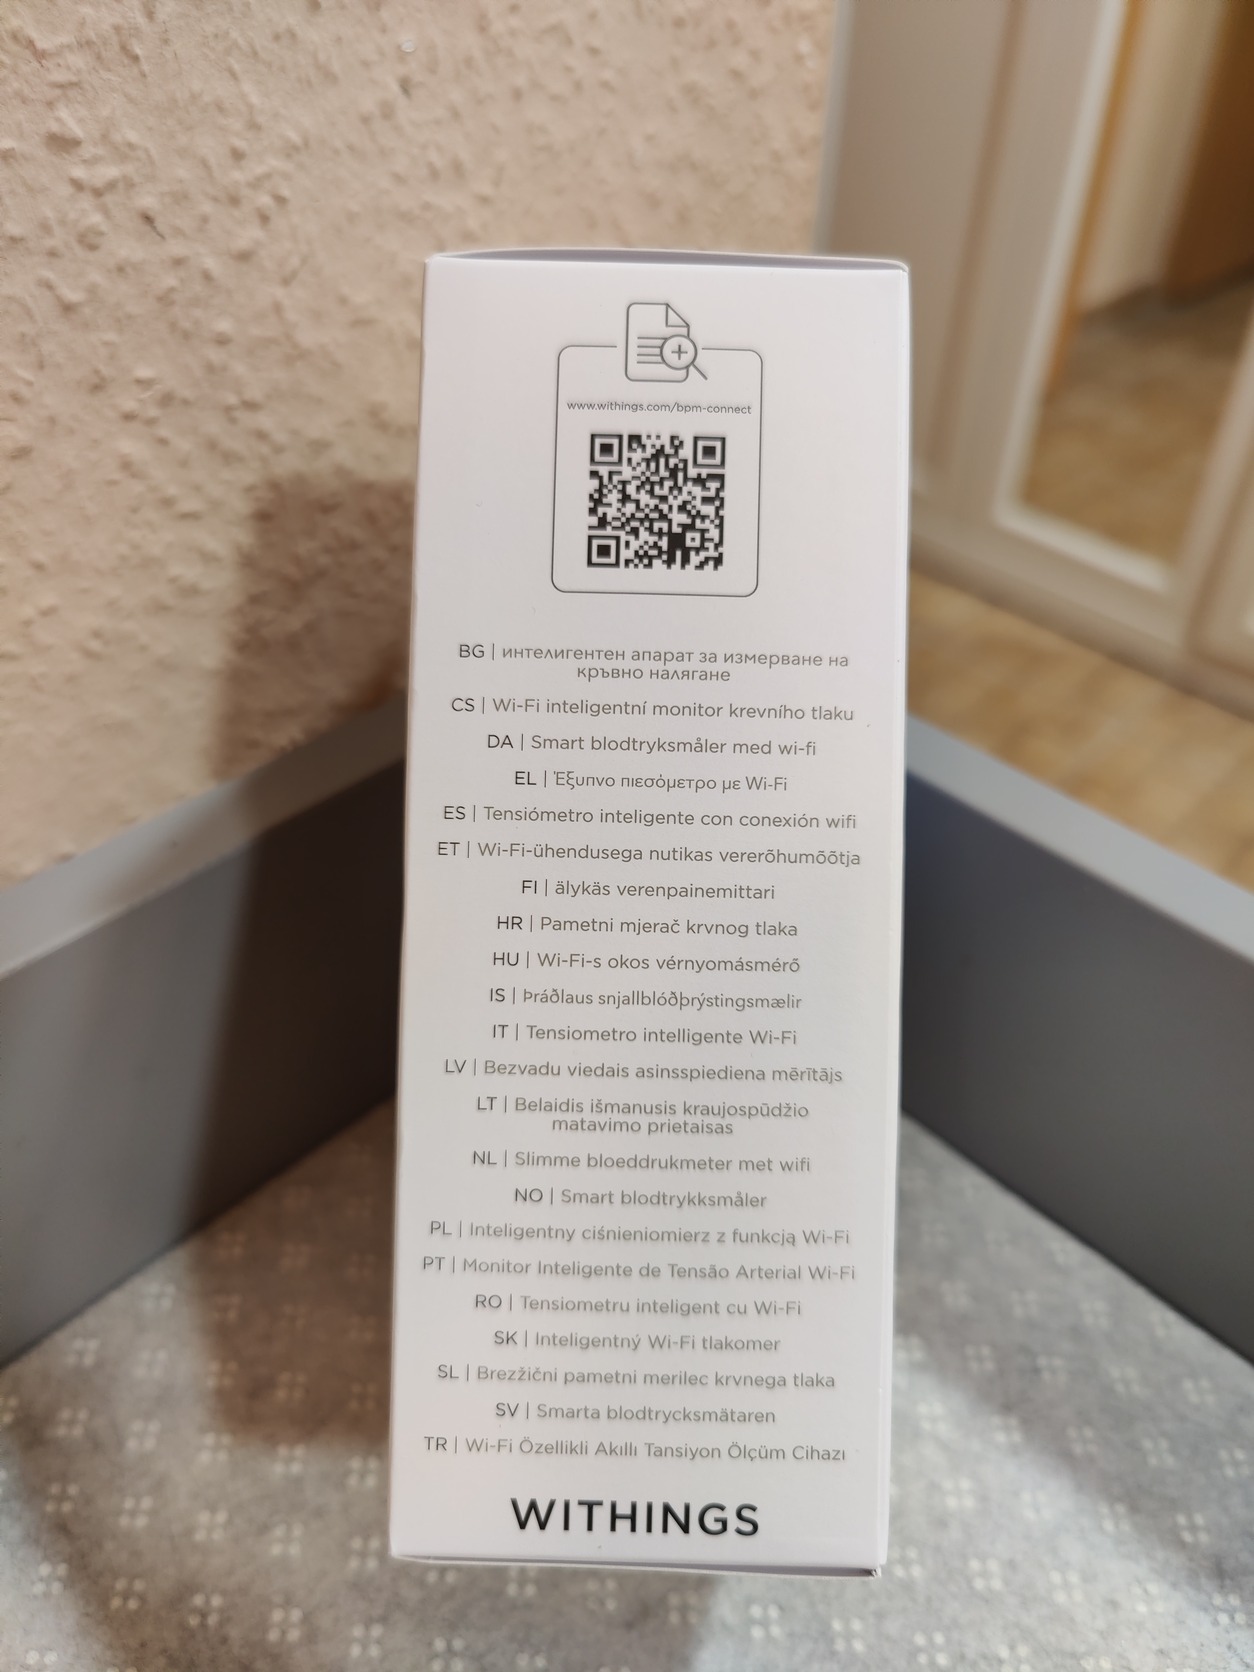 www.withings.com/bpm-connect
BG | интелигентен апарат за измерване на
кръвно налягане
CS | Wi-Fi inteligentní monitor krevního tlaku
DA | Smart blodtryksmåler med wi-fi
EL | Έξυπνο πιεσόμετρο με Wi-Fi
ES | Tensiómetro inteligente con conexión wifi
ET | Wi-Fi-ühendusega nutikas vererõhumõõtja
FI | älykäs verenpainemittari
HR | Pametni mjerač krvnog tlaka
HU | Wi-Fi-s okos vérnyomásmérő
IS | Þráðlaus snjallblóðþrýstingsmælir
IT | Tensiometro intelligente Wi-Fi
LV | Bezvadu viedais asinsspiediena mērītājs
LT | Belaidis išmanusis kraujospūdžio
matavimo prietaisas
NL | Slimme bloeddrukmeter met wifi
NO | Smart blodtrykksmåler
PL | Inteligentny ciśnieniomierz z funkcją Wi-Fi
PT | Monitor Inteligente de Tensão Arterial Wi-Fi
RO | Tensiometru inteligent cu Wi-Fi
SK | Inteligentný Wi-Fi tlakomer
SL | Brezžični pametni merilec krvnega tlaka
SV | Smarta blodtrycksmätaren
TR | Wi-Fi Özellikli Akıllı Tansiyon Ölçüm Cihazı
WITHINGS